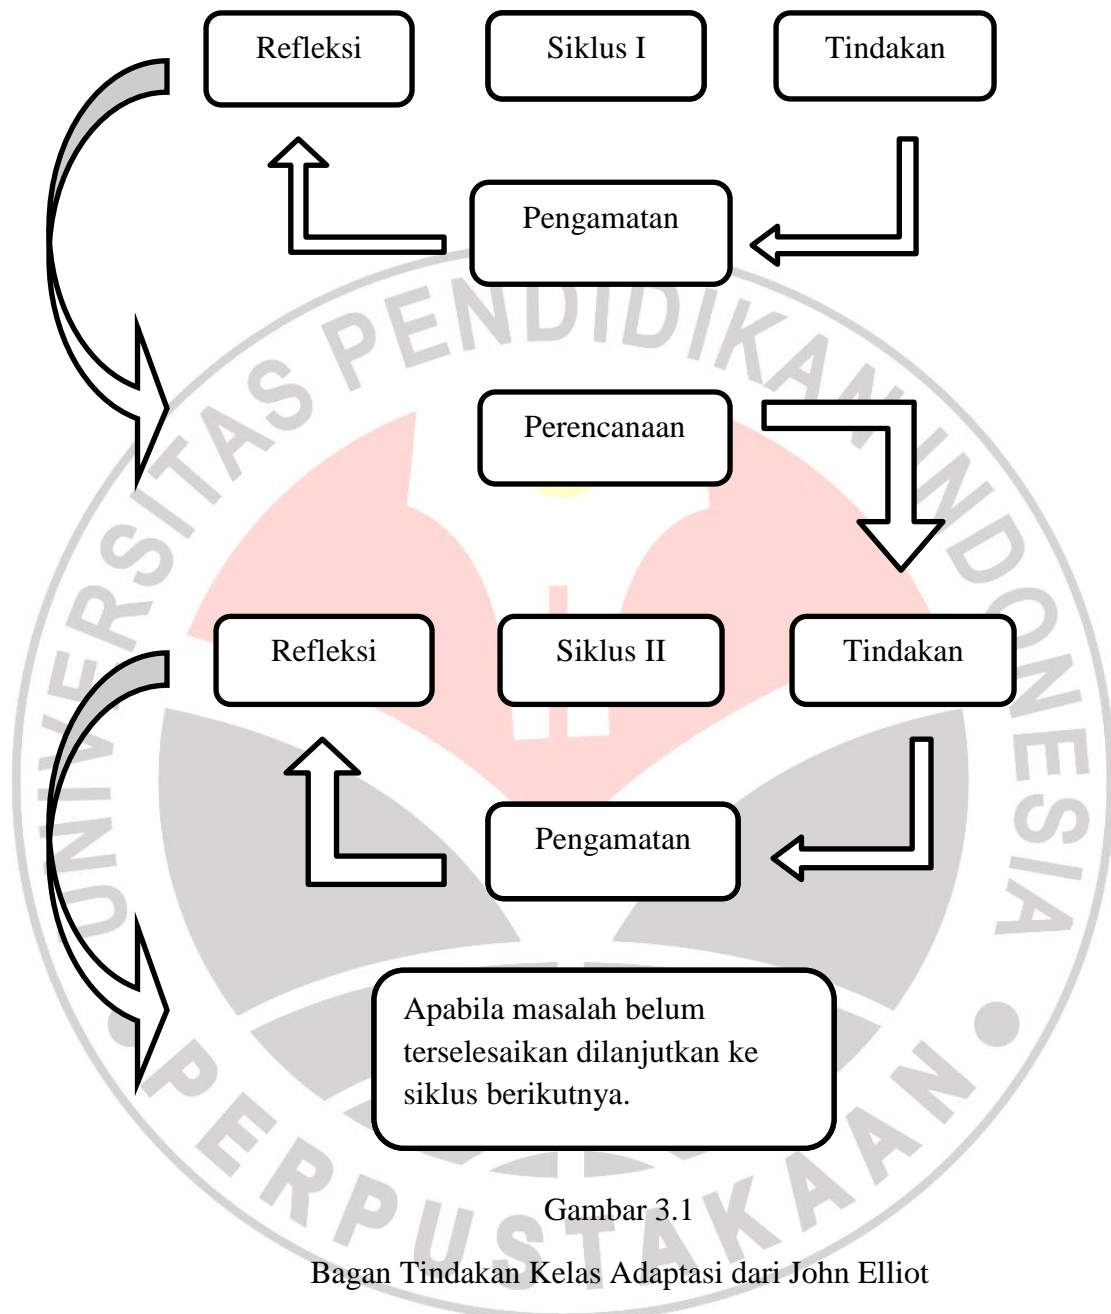 Refleksi
Siklus I
Tindakan
Pengamatan
Perencanaan
Refleksi
Siklus II
Tindakan
Pengamatan
Apabila masalah belum
terselesaikan dilanjutkan ke
siklus berikutnya.
Gambar 3.1
Bagan Tindakan Kelas Adaptasi dari John Elliot
UNIVERSITAS PENDIDIKAN INDONESIA
PERPUSTAKAAN